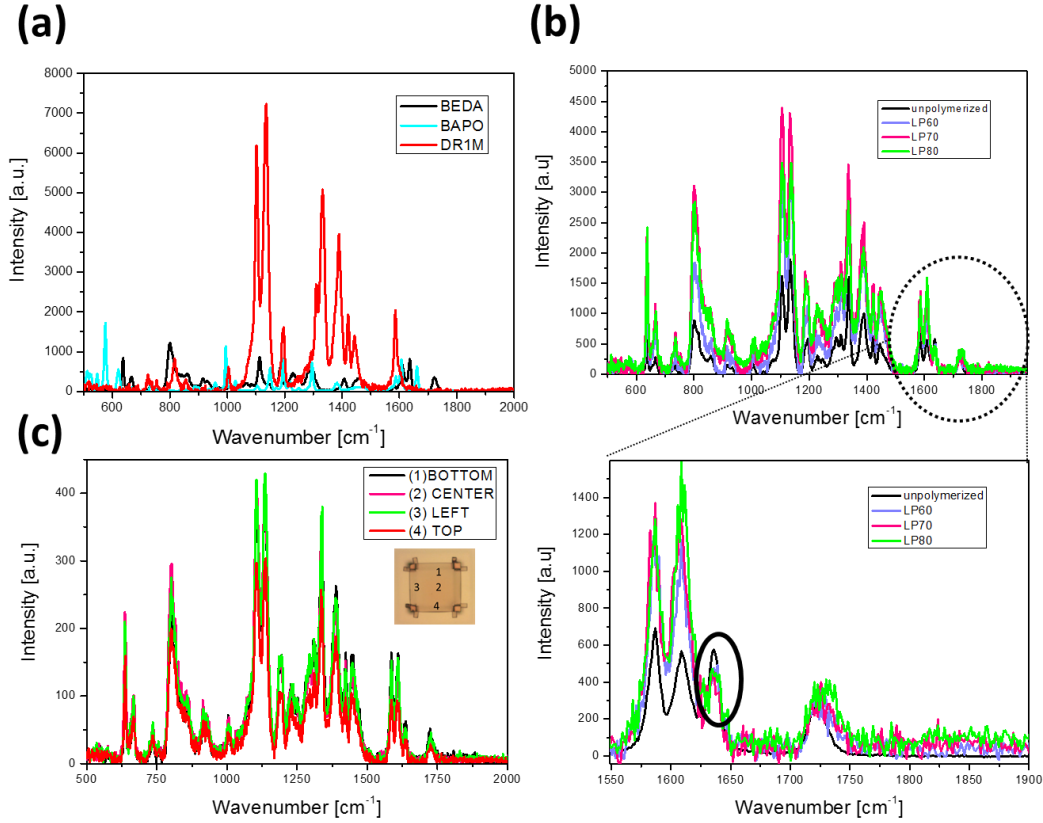 (a)
8000
7000
6000
5000
4000
3000
2000
1000
0
Intensity [a.u.]
BEDA
BAPO
DR1M
600 800 1000 1200 1400 1600 1800 2000
Wavenumber [cm-1]
(b)
5000
4500
4000
3500
3000
2500
2000
1500
1000
500
0
Intensity [a.u]
unpolymerized
LP60
LP70
LP80
600 800 1000 1200 1400 1600 1800
Wavenumber [cm-1]
1400
1200
1000
800
600
400
200
0
Intensity [a.u]
unpolymerized
LP60
LP70
LP80
1550 1600 1650 1700 1750 1800 1850 1900
Wavenumber [cm-1]
(c)
400
300
200
100
0
Intensity [a.u.]
(1)BOTTOM
(2) CENTER
(3) LEFT
(4) TOP
1
3 2
4
500 750 1000 1250 1500 1750 2000
Wavenumber [cm-1]